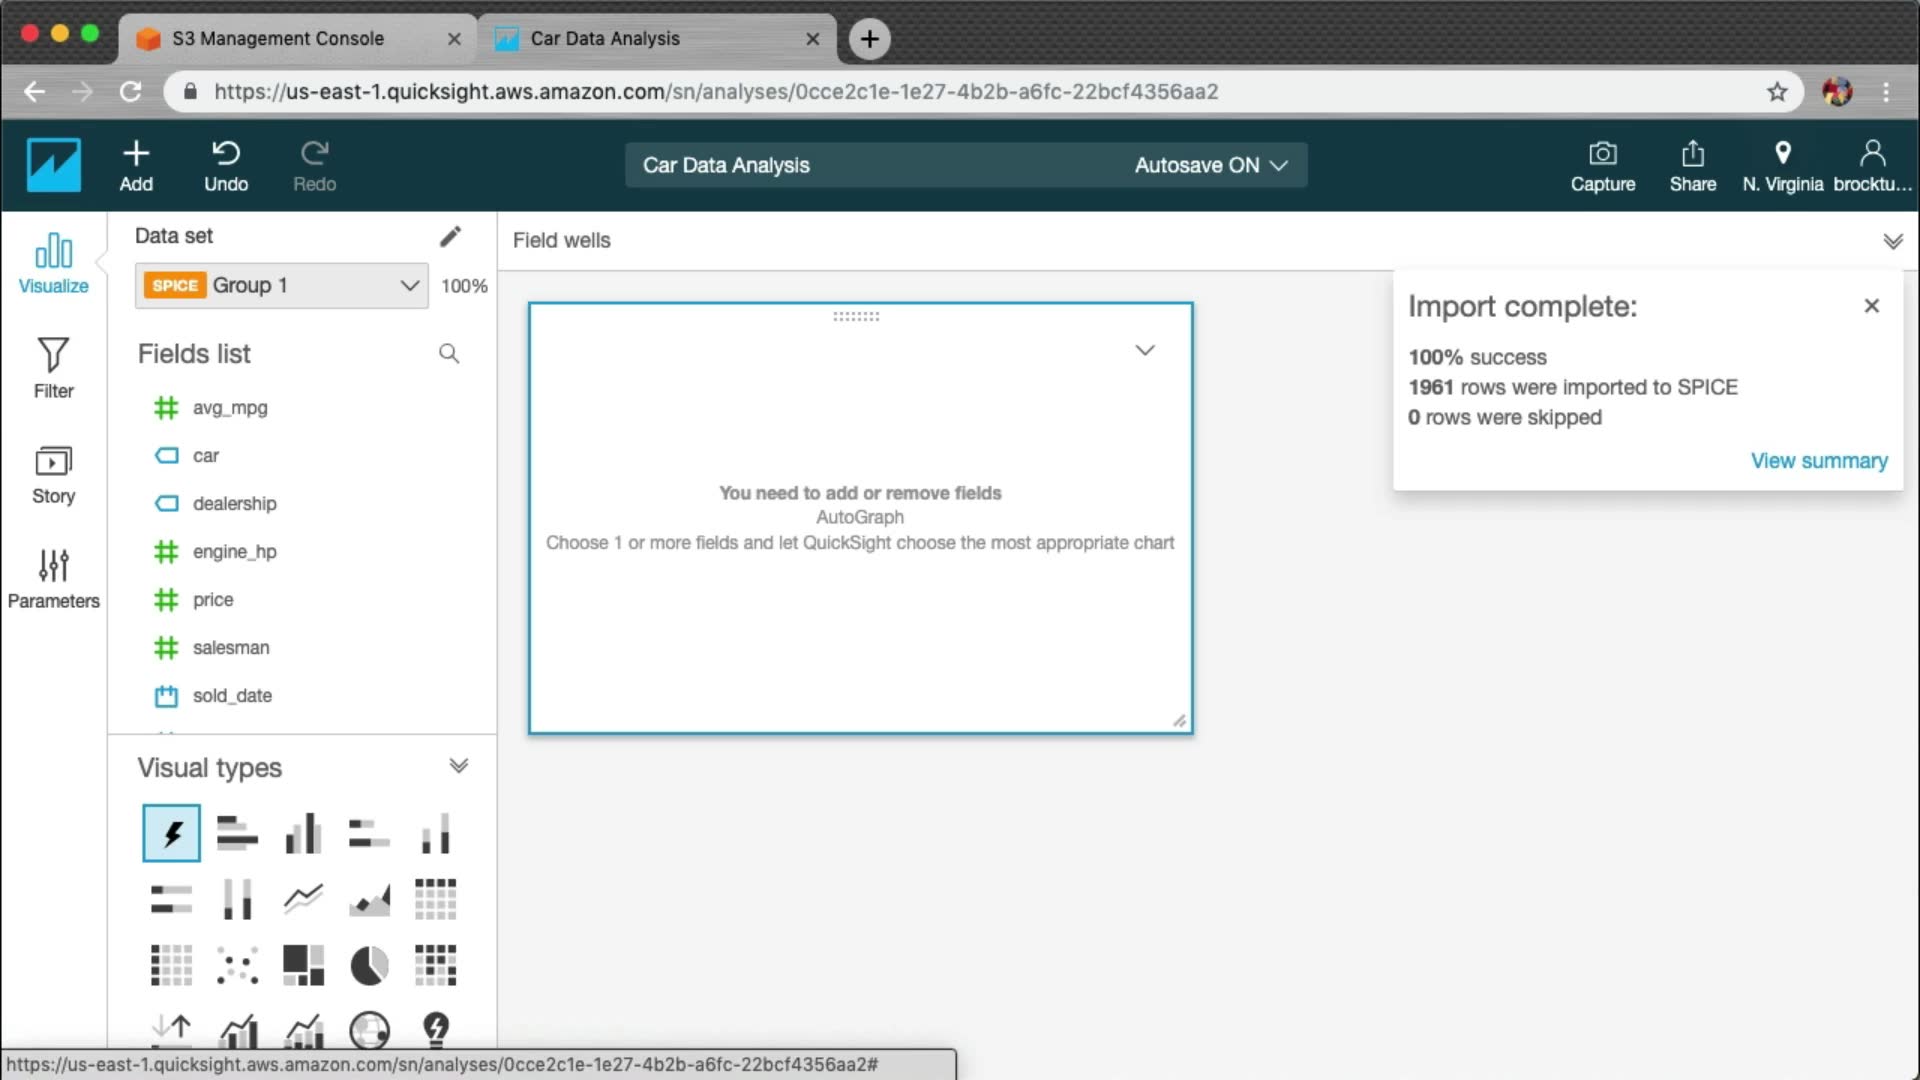 S3 Management Console
Car Data Analysis
https://us-east-1.quicksight.aws.amazon.com/sn/analyses/0cce2c1e-1e27-4b2b-a6fc-22bcf4356aa2
Add
Undo
Redo
Car Data Analysis
Autosave ON
Capture
Share
N. Virginia
brocktu...
Visualize
Filter
Story
Parameters
Data set
SPICE Group 1
100%
Fields list
avg_mpg
car
dealership
engine_hp
price
salesman
sold_date
Visual types
Field wells
You need to add or remove fields
AutoGraph
Choose 1 or more fields and let QuickSight choose the most appropriate chart
Import complete:
100% success
1961 rows were imported to SPICE
0 rows were skipped
View summary
https://us-east-1.quicksight.aws.amazon.com/sn/analyses/0cce2c1e-1e27-4b2b-a6fc-22bcf4356aa2#